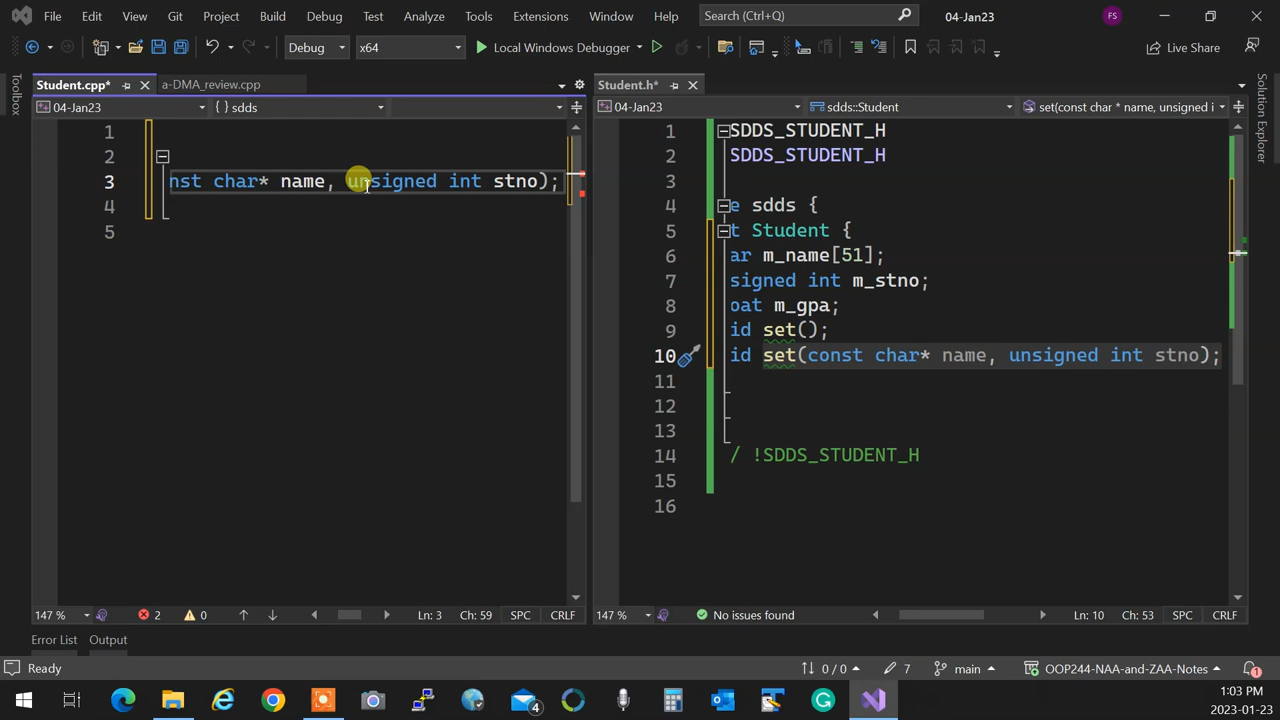 File Edit View Git Project Build Debug Test Analyze Tools Extensions Window Help Search (Ctrl+Q) 04-Jan23 FS
Debug x64 Local Windows Debugger Live Share
Toolbox
Student.cpp* a-DMA_review.cpp Student.h*
04-Jan23 {} sdds 04-Jan23 sdds::Student set(const char * name, unsigned i
Solution Explorer
1
2
3 nst char* name, unsigned int stno);
4
5
1 SDDS_STUDENT_H
2 SDDS_STUDENT_H
3
4 e sdds {
5 t Student {
6 ar m_name[51];
7 signed int m_stno;
8 oat m_gpa;
9 id set();
10 id set(const char* name, unsigned int stno);
11
12
13
14 / !SDDS_STUDENT_H
15
16
147 % 2 0 Ln: 3 Ch: 59 SPC CRLF
147 % No issues found Ln: 10 Ch: 53 SPC CRLF
Error List Output
Ready 0 / 0 7 main OOP244-NAA-and-ZAA-Notes 1
4
1:03 PM
2023-01-23